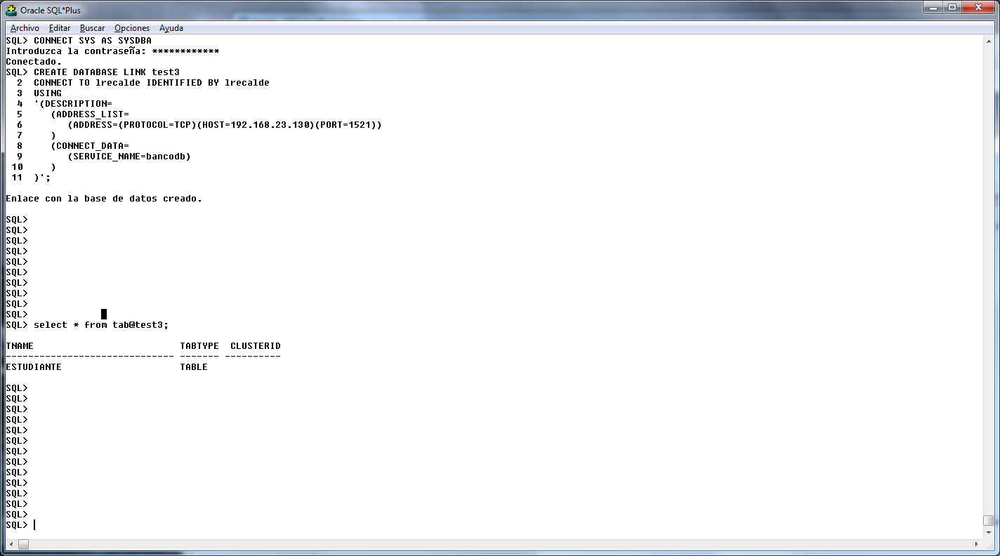 Oracle SQL*Plus
Archivo Editar Buscar Opciones Ayuda
SQL> CONNECT SYS AS SYSDBA
Introduzca la contraseña: ************
Conectado.
SQL> CREATE DATABASE LINK test3
  2  CONNECT TO lrecalde IDENTIFIED BY lrecalde
  3  USING
  4  '(DESCRIPTION=
  5     (ADDRESS_LIST=
  6        (ADDRESS=(PROTOCOL=TCP)(HOST=192.168.23.130)(PORT=1521))
  7     )
  8     (CONNECT_DATA=
  9        (SERVICE_NAME=bancodb)
 10     )
 11  )';
Enlace con la base de datos creado.
SQL>
SQL>
SQL>
SQL>
SQL>
SQL>
SQL>
SQL>
SQL>
SQL>
SQL> select * from tab@test3;
TNAME                          TABTYPE  CLUSTERID
------------------------------ ------- ----------
ESTUDIANTE                     TABLE
SQL>
SQL>
SQL>
SQL>
SQL>
SQL>
SQL>
SQL>
SQL>
SQL>
SQL>
SQL>
SQL>
SQL>